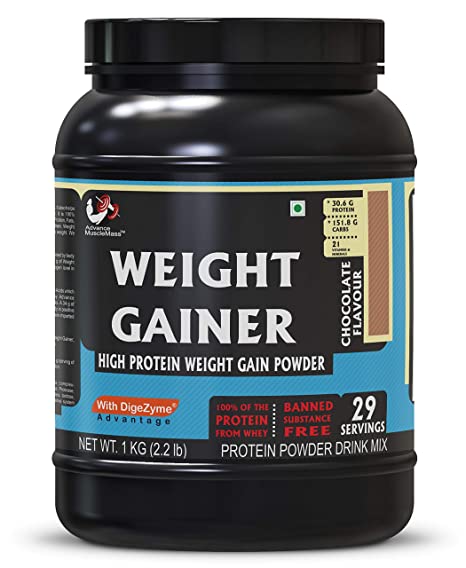 Advance
MuscleMass™
* 30.6 G
PROTEIN
* 151.8 G
CARBS
* 21
VITAMIN &
MINERALS
CHOCOLATE
FLAVOUR
WEIGHT
GAINER
HIGH PROTEIN WEIGHT GAIN POWDER
With DigeZyme®
Advantage
100% OF THE
PROTEIN
FROM WHEY
BANNED
SUBSTANCE
FREE
29
SERVINGS
NET WT. 1 KG (2.2 lb)
PROTEIN POWDER DRINK MIX